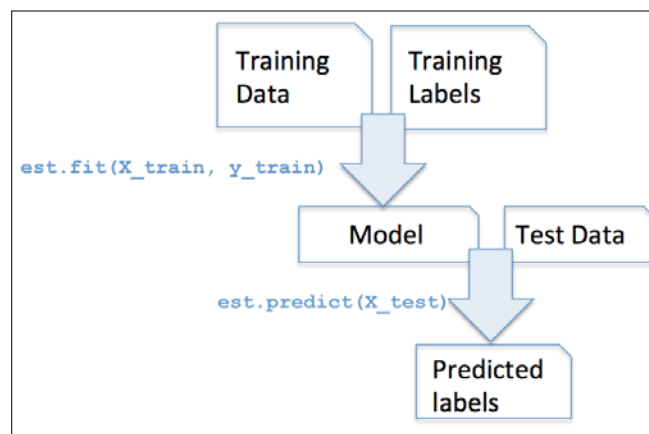 Training
Data
Training
Labels
est.fit(X_train, y_train)
Model
Test Data
est.predict(X_test)
Predicted
labels